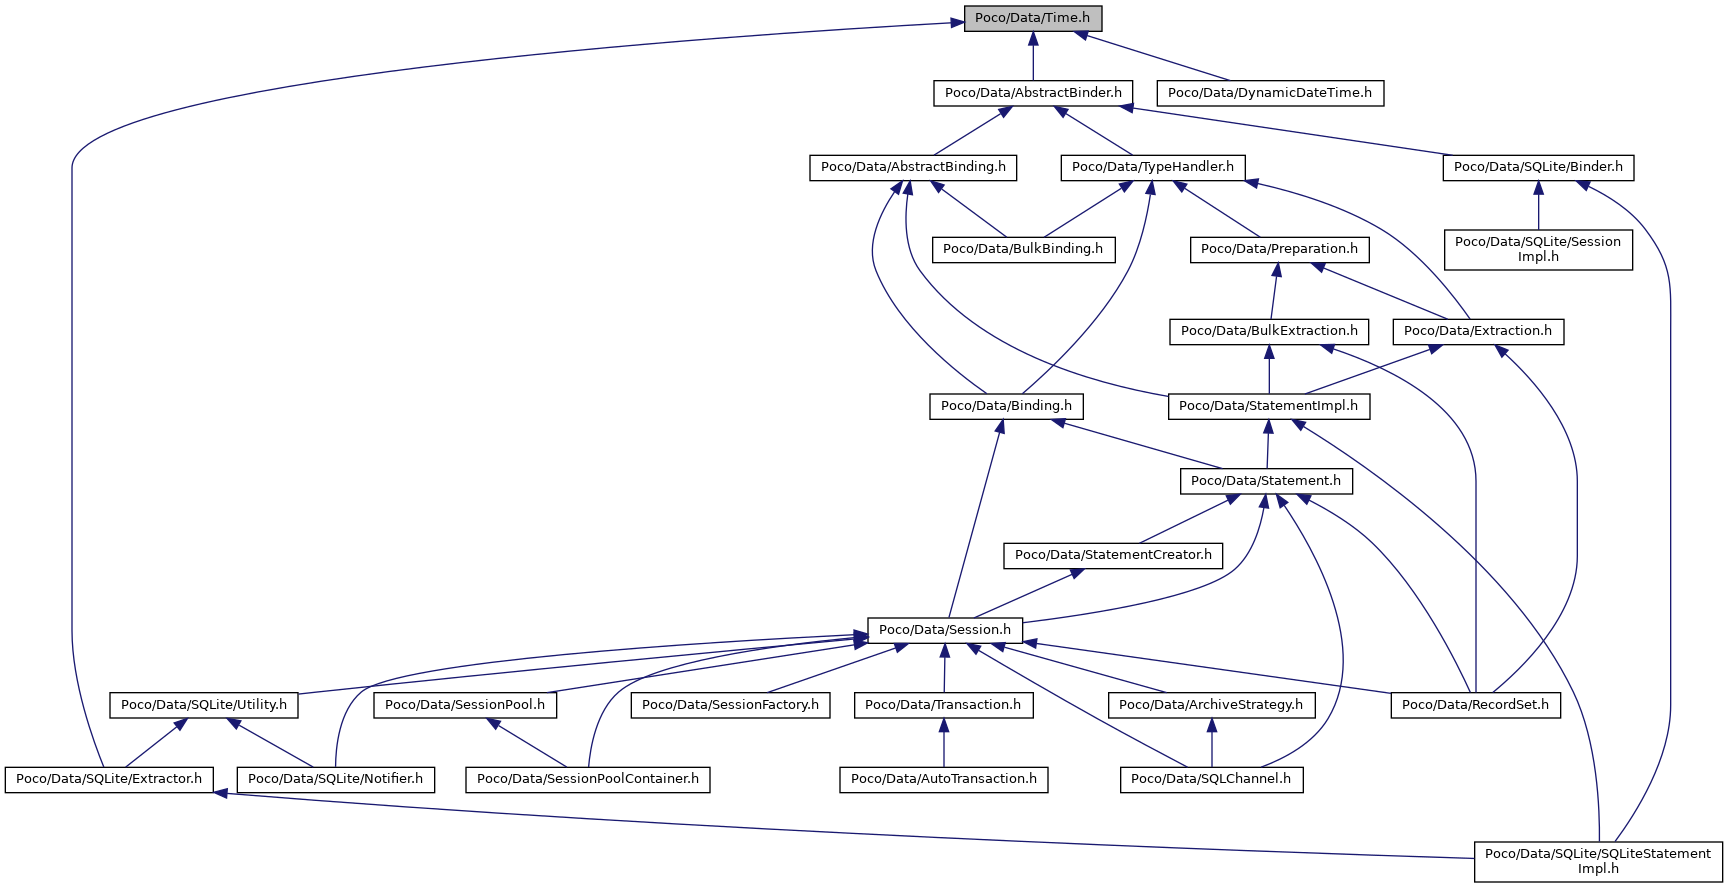 Poco/Data/Time.h
Poco/Data/AbstractBinder.h
Poco/Data/DynamicDateTime.h
Poco/Data/AbstractBinding.h
Poco/Data/TypeHandler.h
Poco/Data/SQLite/Binder.h
Poco/Data/BulkBinding.h
Poco/Data/Preparation.h
Poco/Data/SQLite/Session
Impl.h
Poco/Data/BulkExtraction.h
Poco/Data/Extraction.h
Poco/Data/Binding.h
Poco/Data/StatementImpl.h
Poco/Data/Statement.h
Poco/Data/StatementCreator.h
Poco/Data/Session.h
Poco/Data/SQLite/Utility.h
Poco/Data/SessionPool.h
Poco/Data/SessionFactory.h
Poco/Data/Transaction.h
Poco/Data/ArchiveStrategy.h
Poco/Data/RecordSet.h
Poco/Data/SQLite/Extractor.h
Poco/Data/SQLite/Notifier.h
Poco/Data/SessionPoolContainer.h
Poco/Data/AutoTransaction.h
Poco/Data/SQLChannel.h
Poco/Data/SQLite/SQLiteStatement
Impl.h